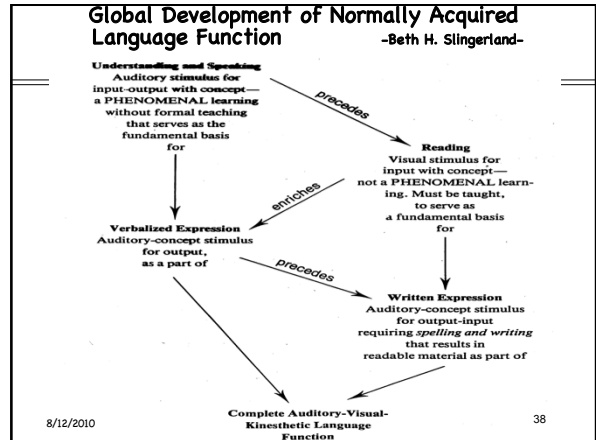 Global Development of Normally Acquired
Language Function
-Beth H. Slingerland-
Understanding and Speaking
Auditory stimulus for
input-output with concept—
a PHENOMENAL learning
without formal teaching
that serves as the
fundamental basis
for
precedes
Reading
Visual stimulus for
input with concept—
not a PHENOMENAL learn-
ing. Must be taught,
to serve as
a fundamental basis
for
enriches
Verbalized Expression
Auditory-concept stimulus
for output,
as a part of
precedes
Written Expression
Auditory-concept stimulus
for output-input
requiring spelling and writing
that results in
readable material as part of
Complete Auditory-Visual-
Kinesthetic Language
Function
8/12/2010
38